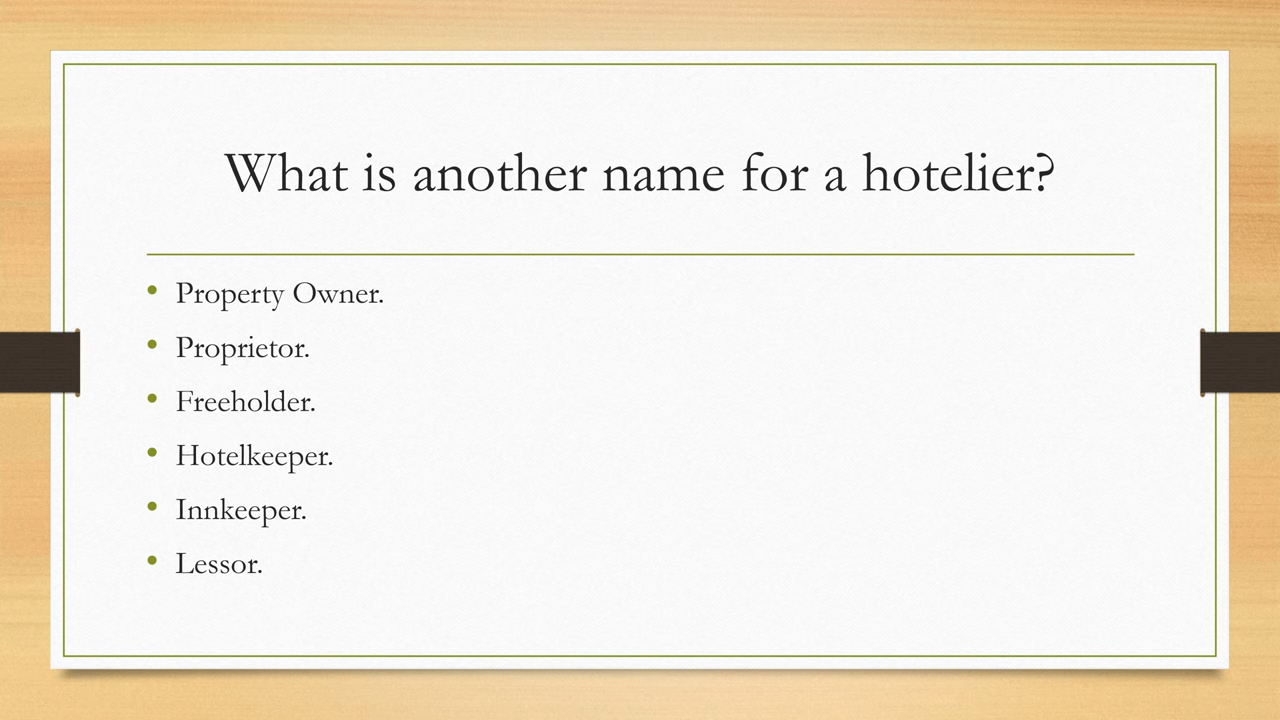 What is another name for a hotelier?
• Property Owner.
• Proprietor.
• Freeholder.
• Hotelkeeper.
• Innkeeper.
• Lessor.